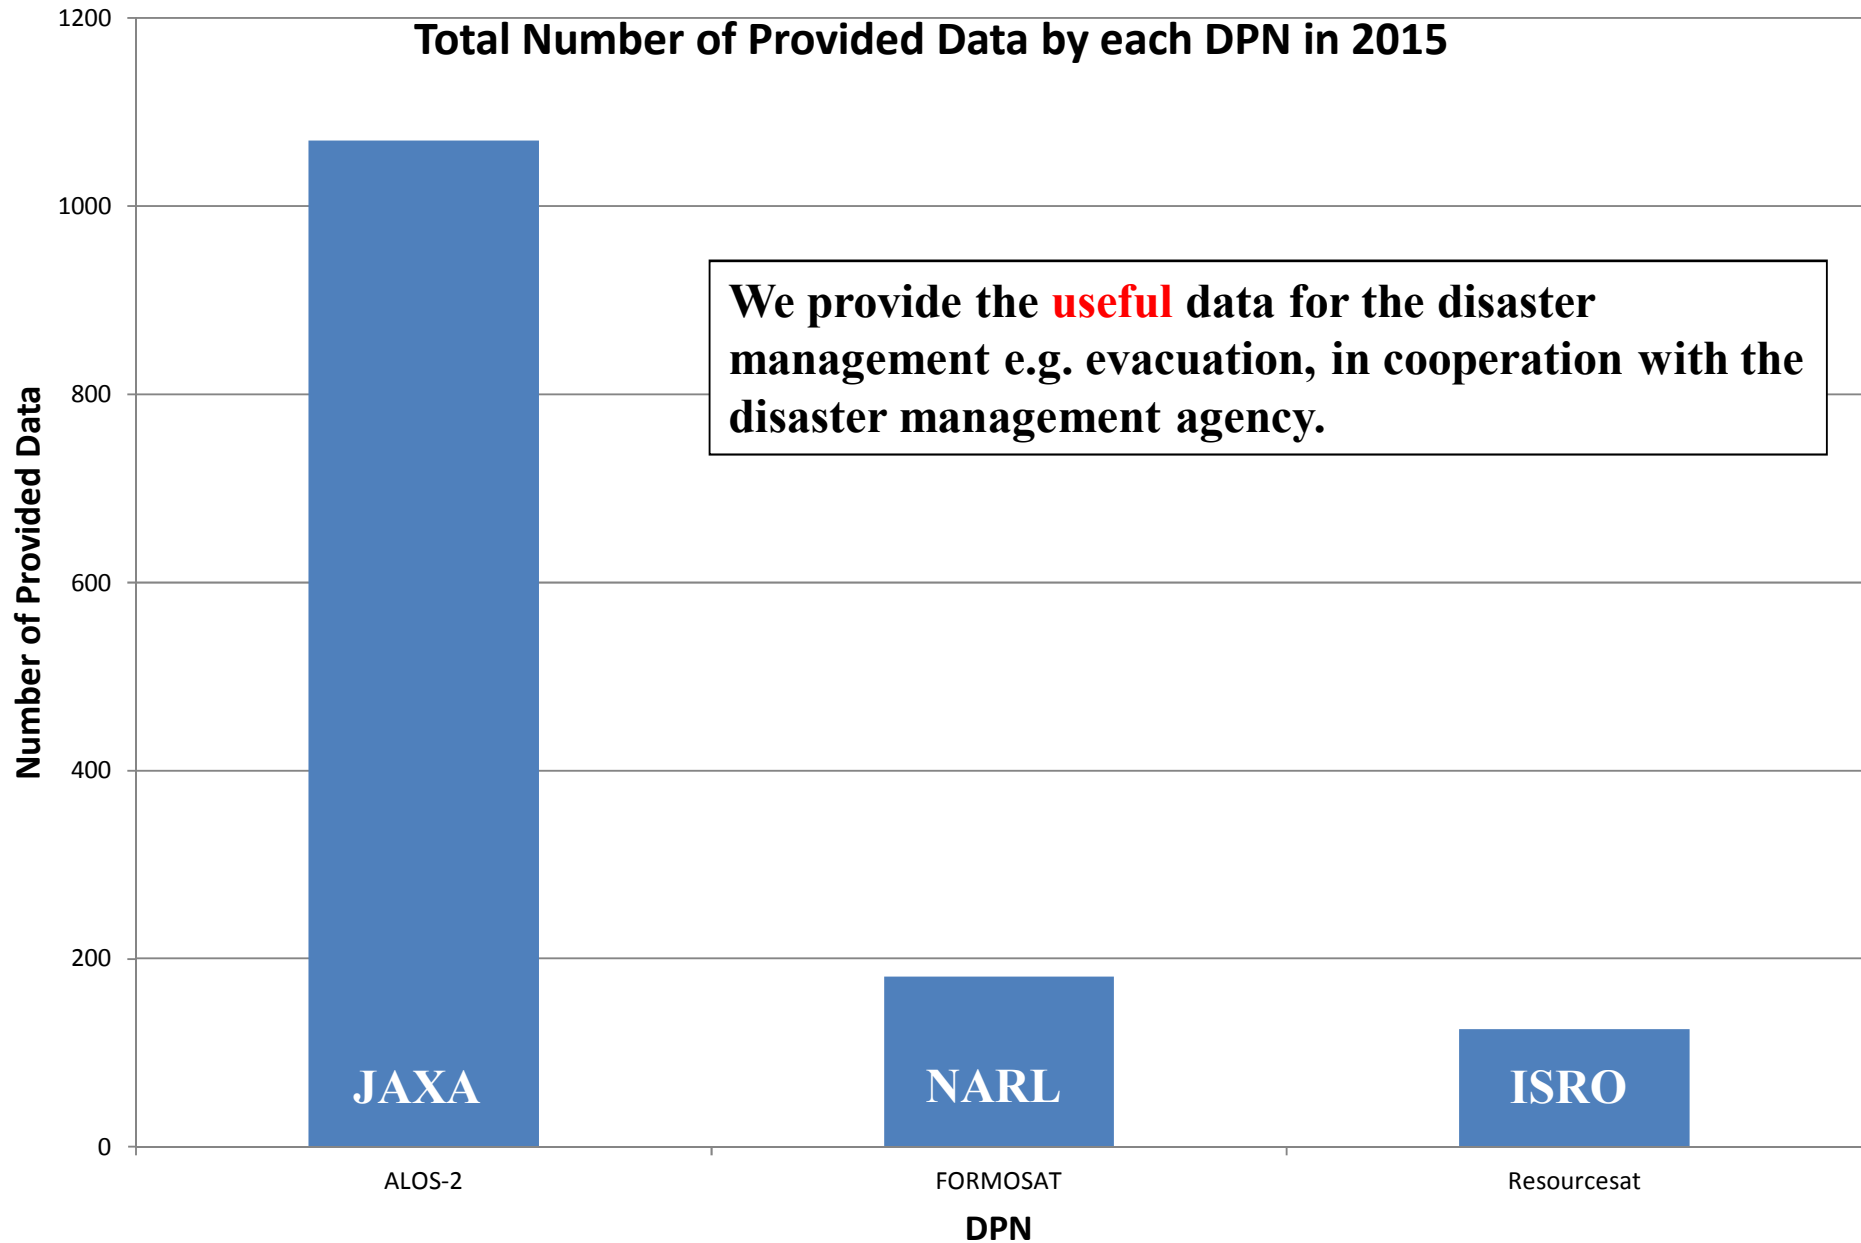 Total Number of Provided Data by each DPN in 2015
1200
1000
800
600
400
200
0
Number of Provided Data
We provide the useful data for the disaster
management e.g. evacuation, in cooperation with the
disaster management agency.
JAXA
NARL
ISRO
ALOS-2
FORMOSAT
Resourcesat
DPN